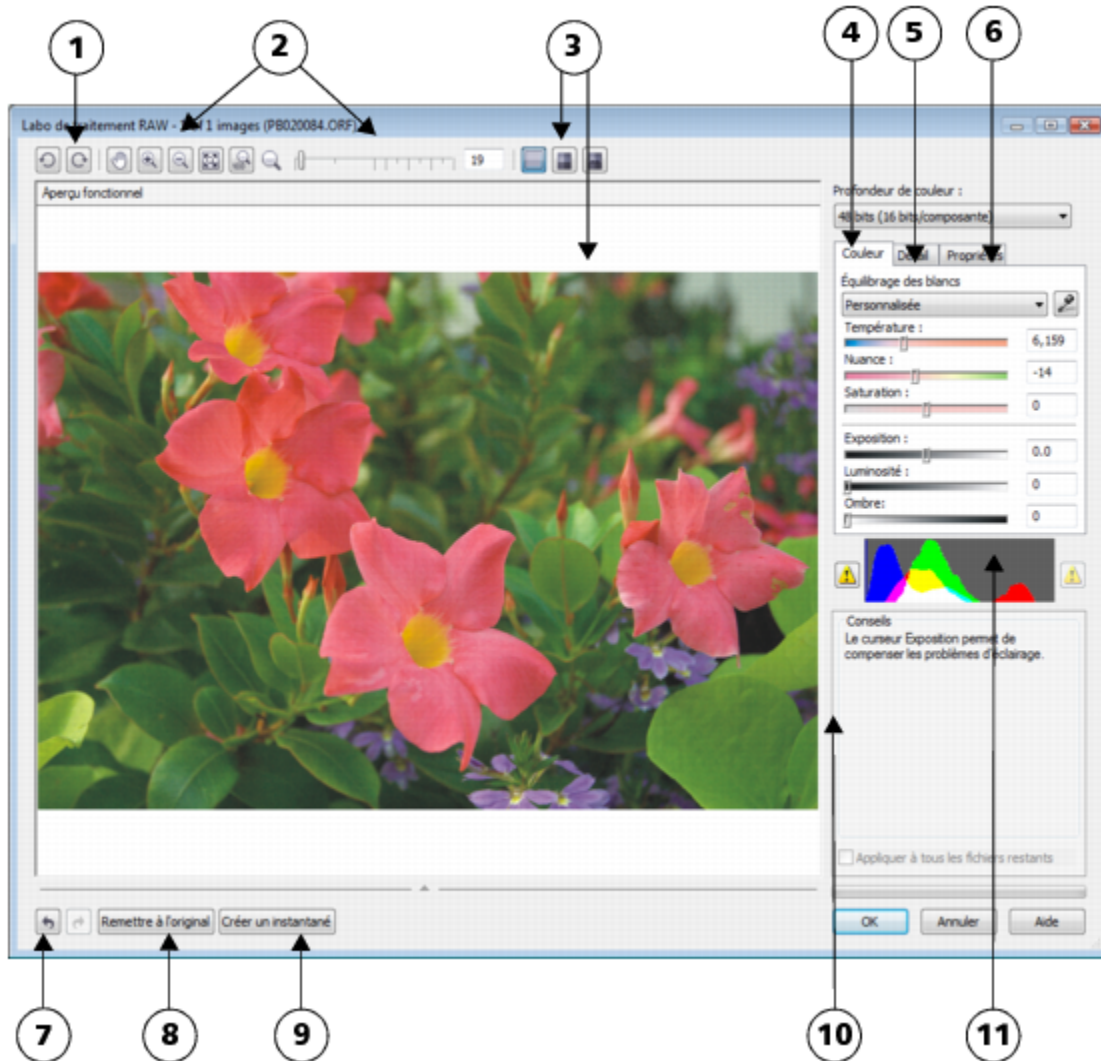 1 2 3 4 5 6
Labo de traitement RAW - 1 of 1 images (PB020084.ORF)
19
Aperçu fonctionnel
Profondeur de couleur :
48 bits (16 bits/composante)
Couleur Détail Propriétés
Équilibrage des blancs
Personnalisée
Température :
6,159
Nuance :
-14
Saturation :
0
Exposition :
0.0
Luminosité :
0
Ombre:
0
Conseils
Le curseur Exposition permet de
compenser les problèmes d'éclairage.
Appliquer à tous les fichiers restants
Remettre à l'original Créer un instantané
OK Annuler Aide
7 8 9 10 11